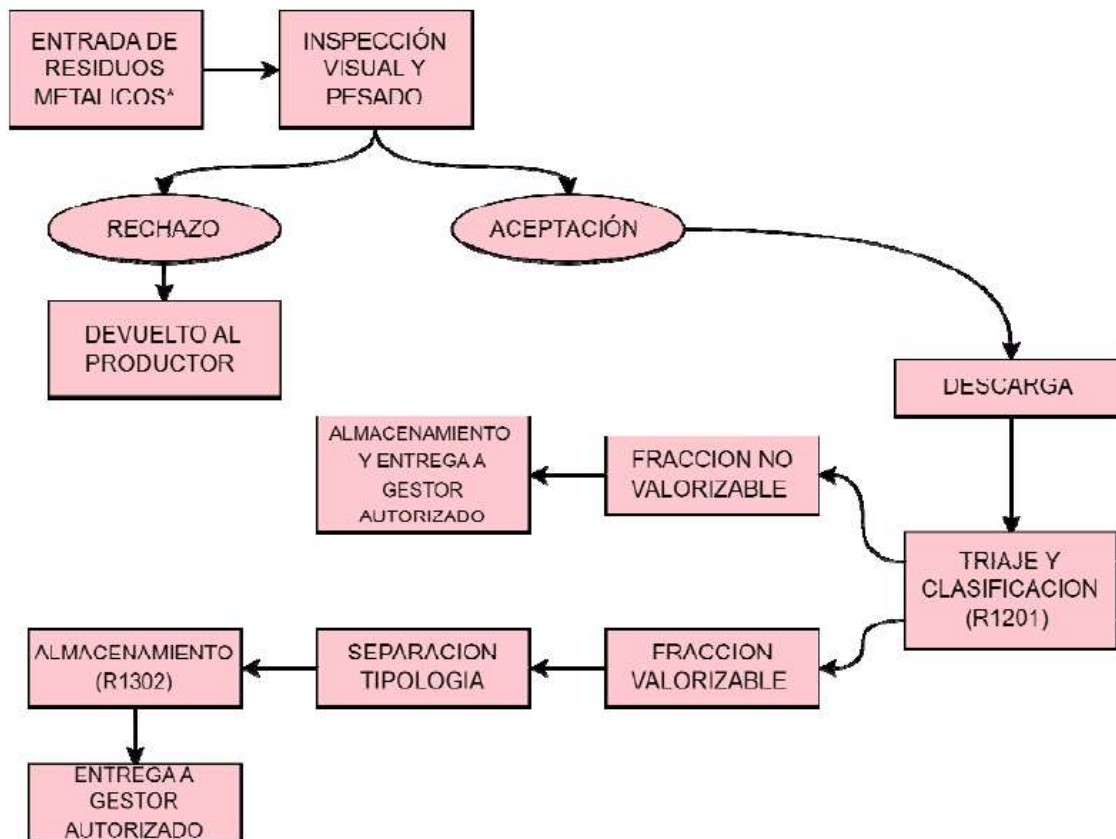 ENTRADA DE
RESIDUOS
METALICOS*
INSPECCIÓN
VISUAL Y
PESADO
RECHAZO
ACEPTACIÓN
DEVUELTO AL
PRODUCTOR
DESCARGA
ALMACENAMIENTO
Y ENTREGA A
GESTOR
AUTORIZADO
FRACCION NO
VALORIZABLE
TRIAJE Y
CLASIFICACION
(R1201)
ALMACENAMIENTO
(R1302)
SEPARACION
TIPOLOGIA
FRACCION
VALORIZABLE
ENTREGA A
GESTOR
AUTORIZADO